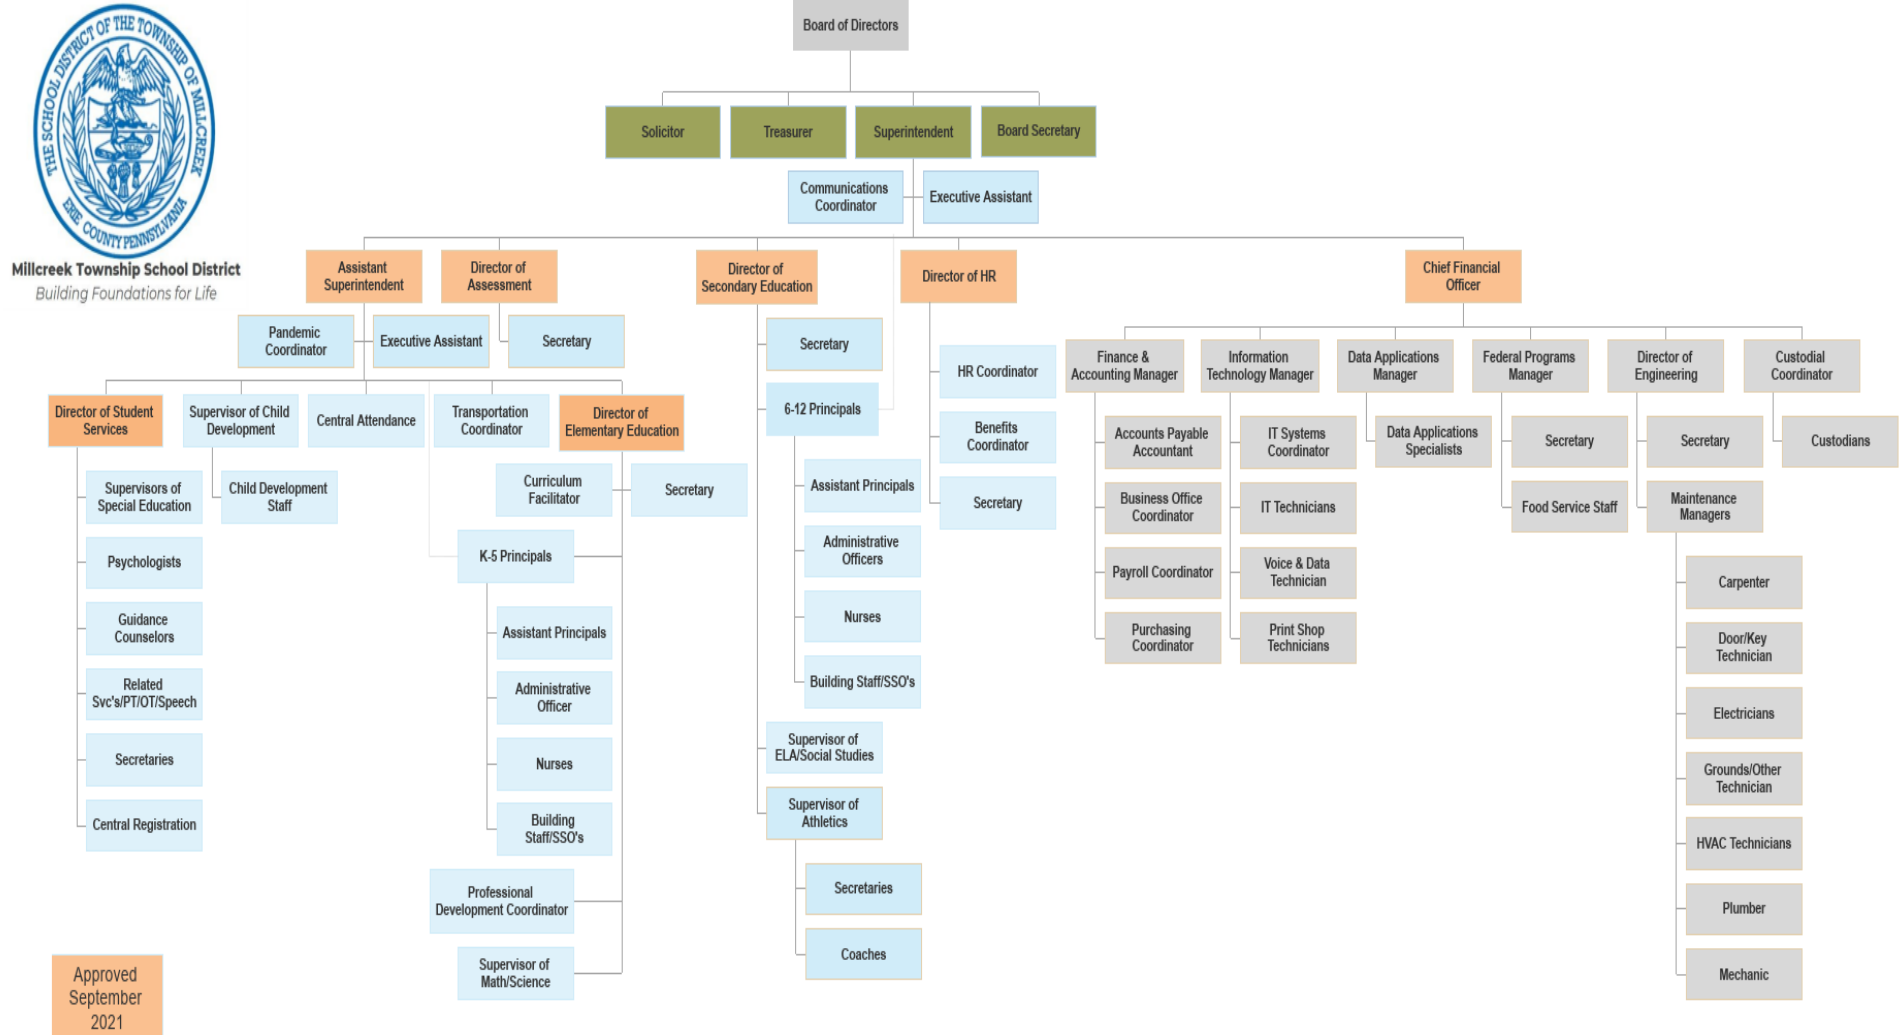 THE SCHOOL DISTRICT OF THE TOWNSHIP OF MILLCREEK
ERIE COUNTY PENNSYLVANIA
Millcreek Township School District
Building Foundations for Life
Board of Directors
Solicitor
Treasurer
Superintendent
Board Secretary
Communications
Coordinator
Executive Assistant
Assistant
Superintendent
Director of
Assessment
Director of
Secondary Education
Director of HR
Chief Financial
Officer
Pandemic
Coordinator
Executive Assistant
Secretary
Director of Student
Services
Supervisor of Child
Development
Central Attendance
Transportation
Coordinator
Director of
Elementary Education
Supervisors of
Special Education
Psychologists
Guidance
Counselors
Related
Svc's/PT/OT/Speech
Secretaries
Central Registration
Child Development
Staff
Curriculum
Facilitator
Secretary
K-5 Principals
Assistant Principals
Administrative
Officer
Nurses
Building
Staff/SSO's
Professional
Development Coordinator
Supervisor of
Math/Science
Secretary
6-12 Principals
Assistant Principals
Administrative
Officers
Nurses
Building Staff/SSO's
Supervisor of
ELA/Social Studies
Supervisor of
Athletics
Secretaries
Coaches
HR Coordinator
Benefits
Coordinator
Secretary
Finance &
Accounting Manager
Accounts Payable
Accountant
Business Office
Coordinator
Payroll Coordinator
Purchasing
Coordinator
Information
Technology Manager
IT Systems
Coordinator
IT Technicians
Voice & Data
Technician
Print Shop
Technicians
Data Applications
Manager
Data Applications
Specialists
Federal Programs
Manager
Secretary
Food Service Staff
Director of
Engineering
Secretary
Maintenance
Managers
Carpenter
Door/Key
Technician
Electricians
Grounds/Other
Technician
HVAC Technicians
Plumber
Mechanic
Custodial
Coordinator
Custodians
Approved
September
2021